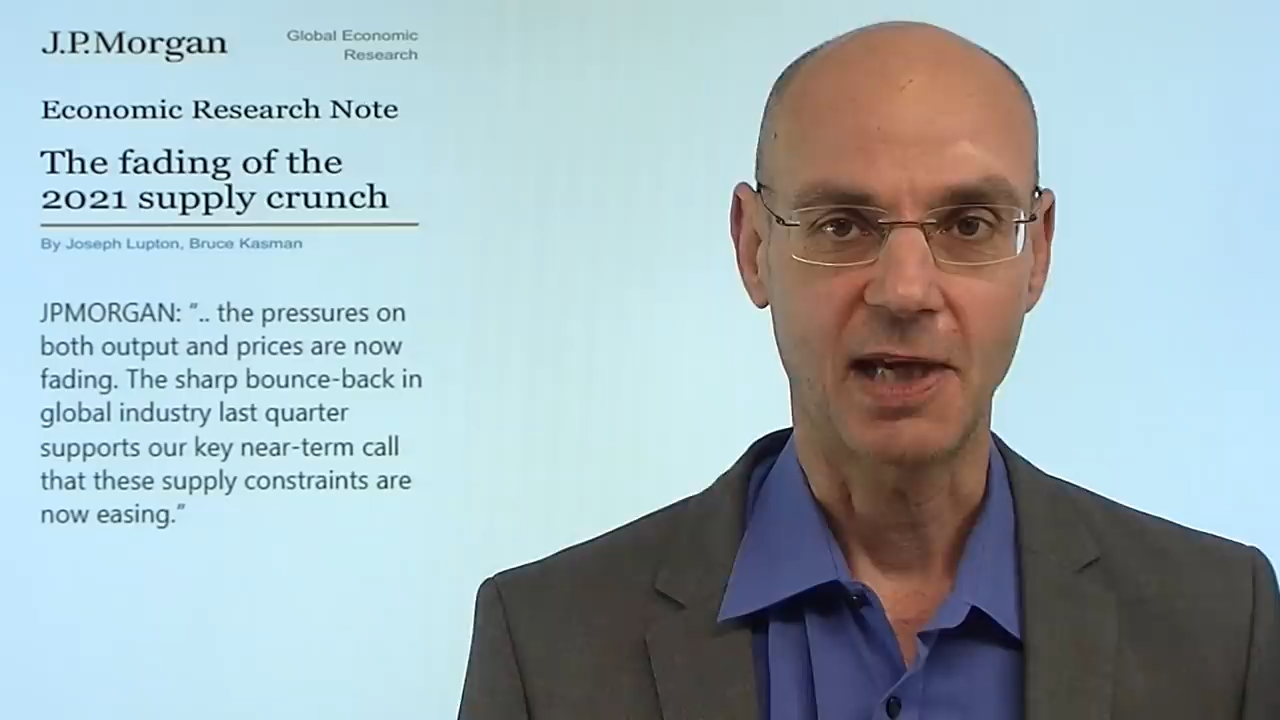 J.P.Morgan
Global Economic
Research
Economic Research Note
The fading of the
2021 supply crunch
By Joseph Lupton, Bruce Kasman
JPMORGAN: ".. the pressures on
both output and prices are now
fading. The sharp bounce-back in
global industry last quarter
supports our key near-term call
that these supply constraints are
now easing."